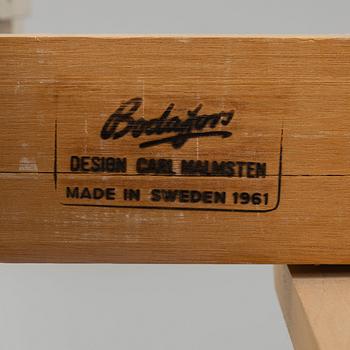 Bodafors
DESIGN CARL MALMSTEN
MADE IN SWEDEN 1961